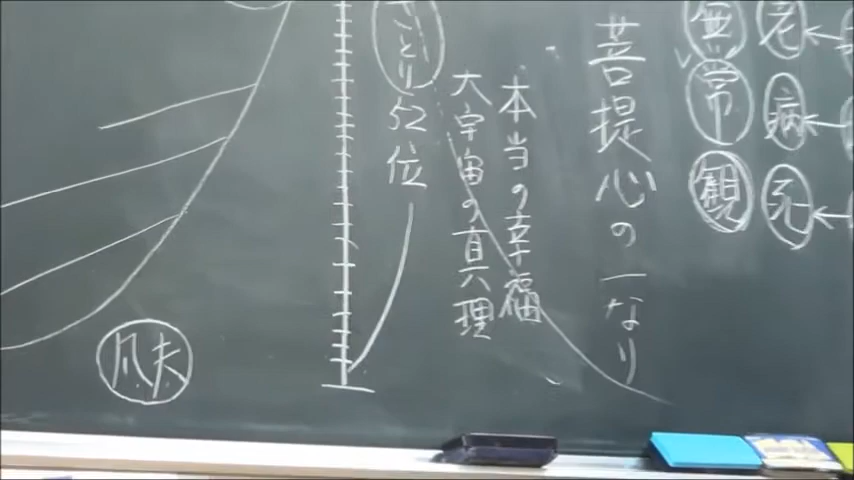 老
病
死
無常観
菩提心の一なり
本当の幸福
大宇宙の真理
さとり52位
凡夫